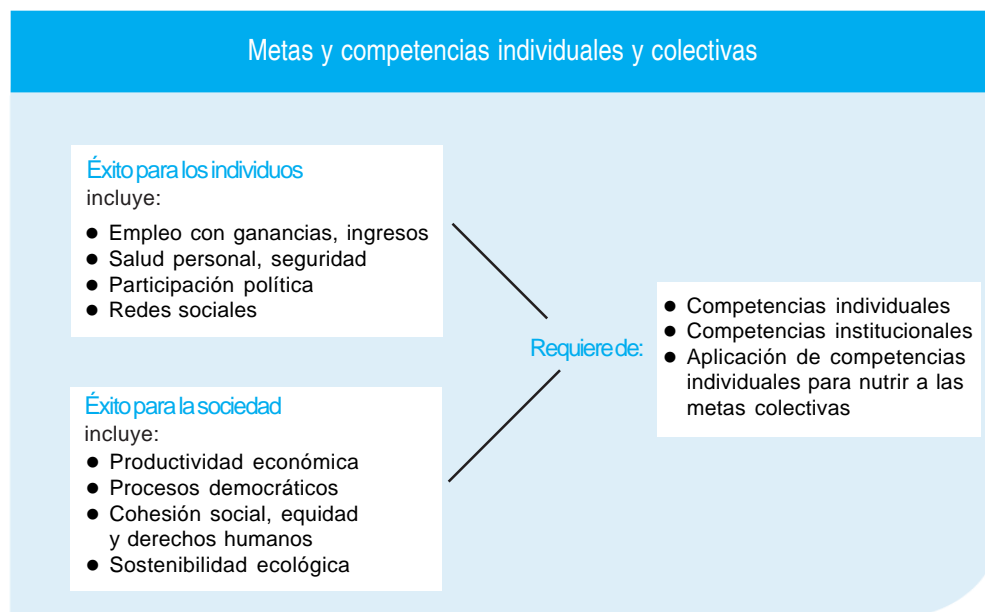 Metas y competencias individuales y colectivas
Éxito para los individuos
incluye:
● Empleo con ganancias, ingresos
● Salud personal, seguridad
● Participación política
● Redes sociales
Éxito para la sociedad
incluye:
● Productividad económica
● Procesos democráticos
● Cohesión social, equidad
y derechos humanos
● Sostenibilidad ecológica
Requiere de:
● Competencias individuales
● Competencias institucionales
● Aplicación de competencias
individuales para nutrir a las
metas colectivas